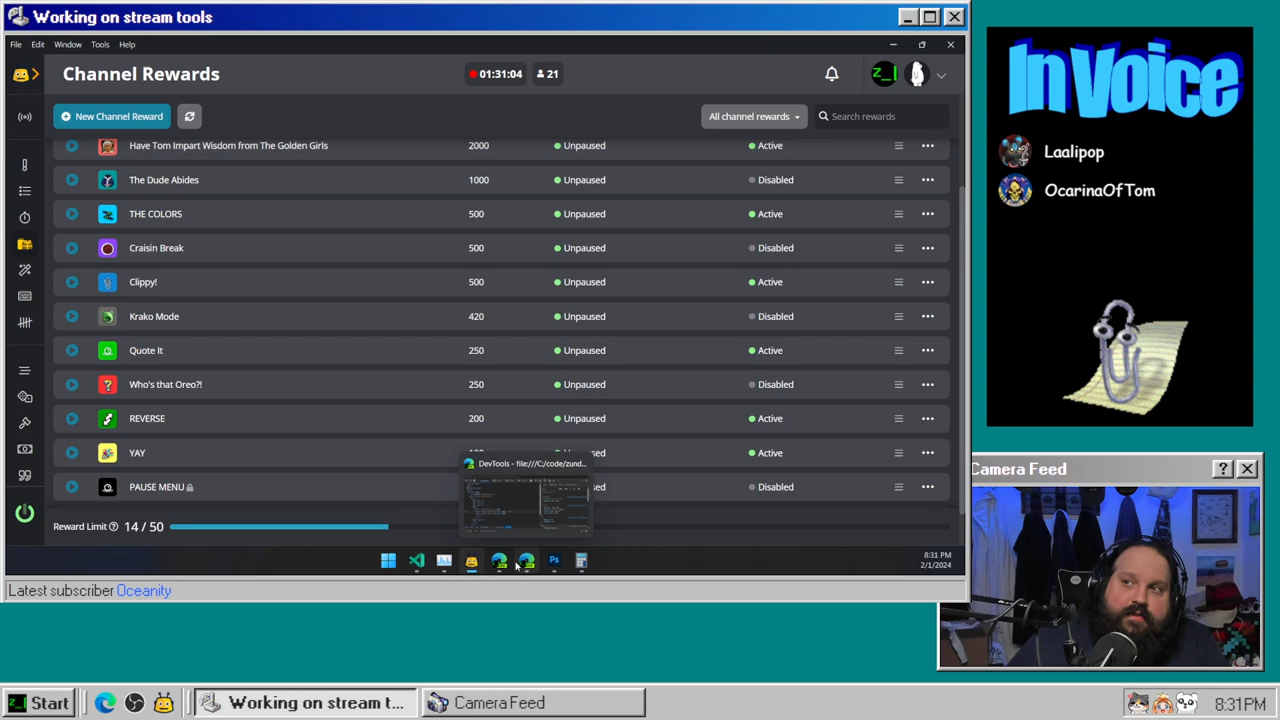 Working on stream tools
File Edit Window Tools Help
Channel Rewards
01:31:04
21
z_l
New Channel Reward
All channel rewards
Search rewards
Have Tom Impart Wisdom from The Golden Girls 2000 Unpaused Active
The Dude Abides 1000 Unpaused Disabled
THE COLORS 500 Unpaused Active
Craisin Break 500 Unpaused Disabled
Clippy! 500 Unpaused Active
Krako Mode 420 Unpaused Disabled
Quote It 250 Unpaused Active
Who's that Oreo?! 250 Unpaused Disabled
REVERSE 200 Unpaused Active
YAY Unpaused Active
DevTools - file:///C:/code/zund...
PAUSE MENU Disabled
Reward Limit 14 / 50
8:31 PM
2/1/2024
Latest subscriber Oceanity
In Voice
Laalipop
OcarinaOfTom
Camera Feed
z_l Start
Working on stream t...
Camera Feed
8:31PM